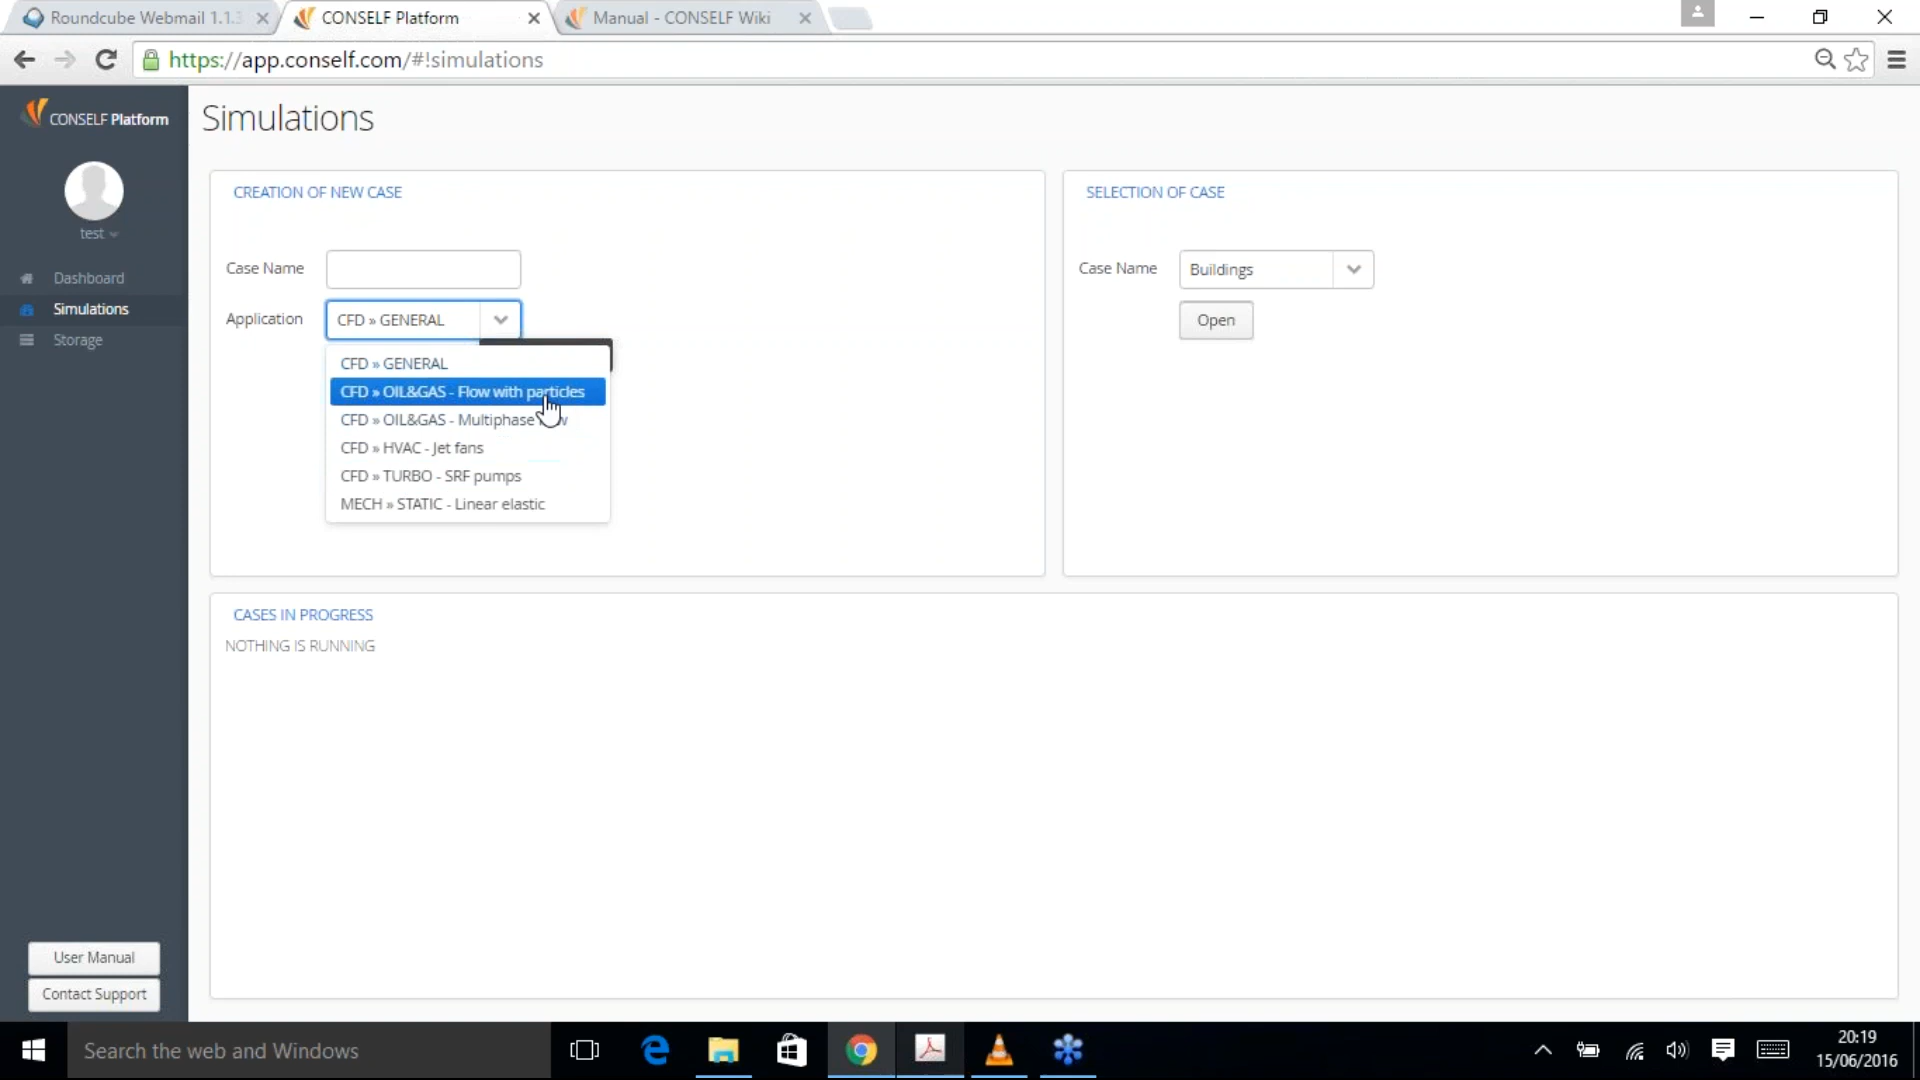 Roundcube Webmail 1.1.3
CONSELF Platform
Manual - CONSELF Wiki
https://app.conself.com/#!simulations
CONSELF Platform
test
Dashboard
Simulations
Storage
User Manual
Contact Support
Simulations
CREATION OF NEW CASE
Case Name
Application
CFD » GENERAL
CFD » GENERAL
CFD » OIL&GAS - Flow with particles
CFD » OIL&GAS - Multiphase
CFD » HVAC - Jet fans
CFD » TURBO - SRF pumps
MECH » STATIC - Linear elastic
SELECTION OF CASE
Case Name
Buildings
Open
CASES IN PROGRESS
NOTHING IS RUNNING
Search the web and Windows
20:19
15/06/2016